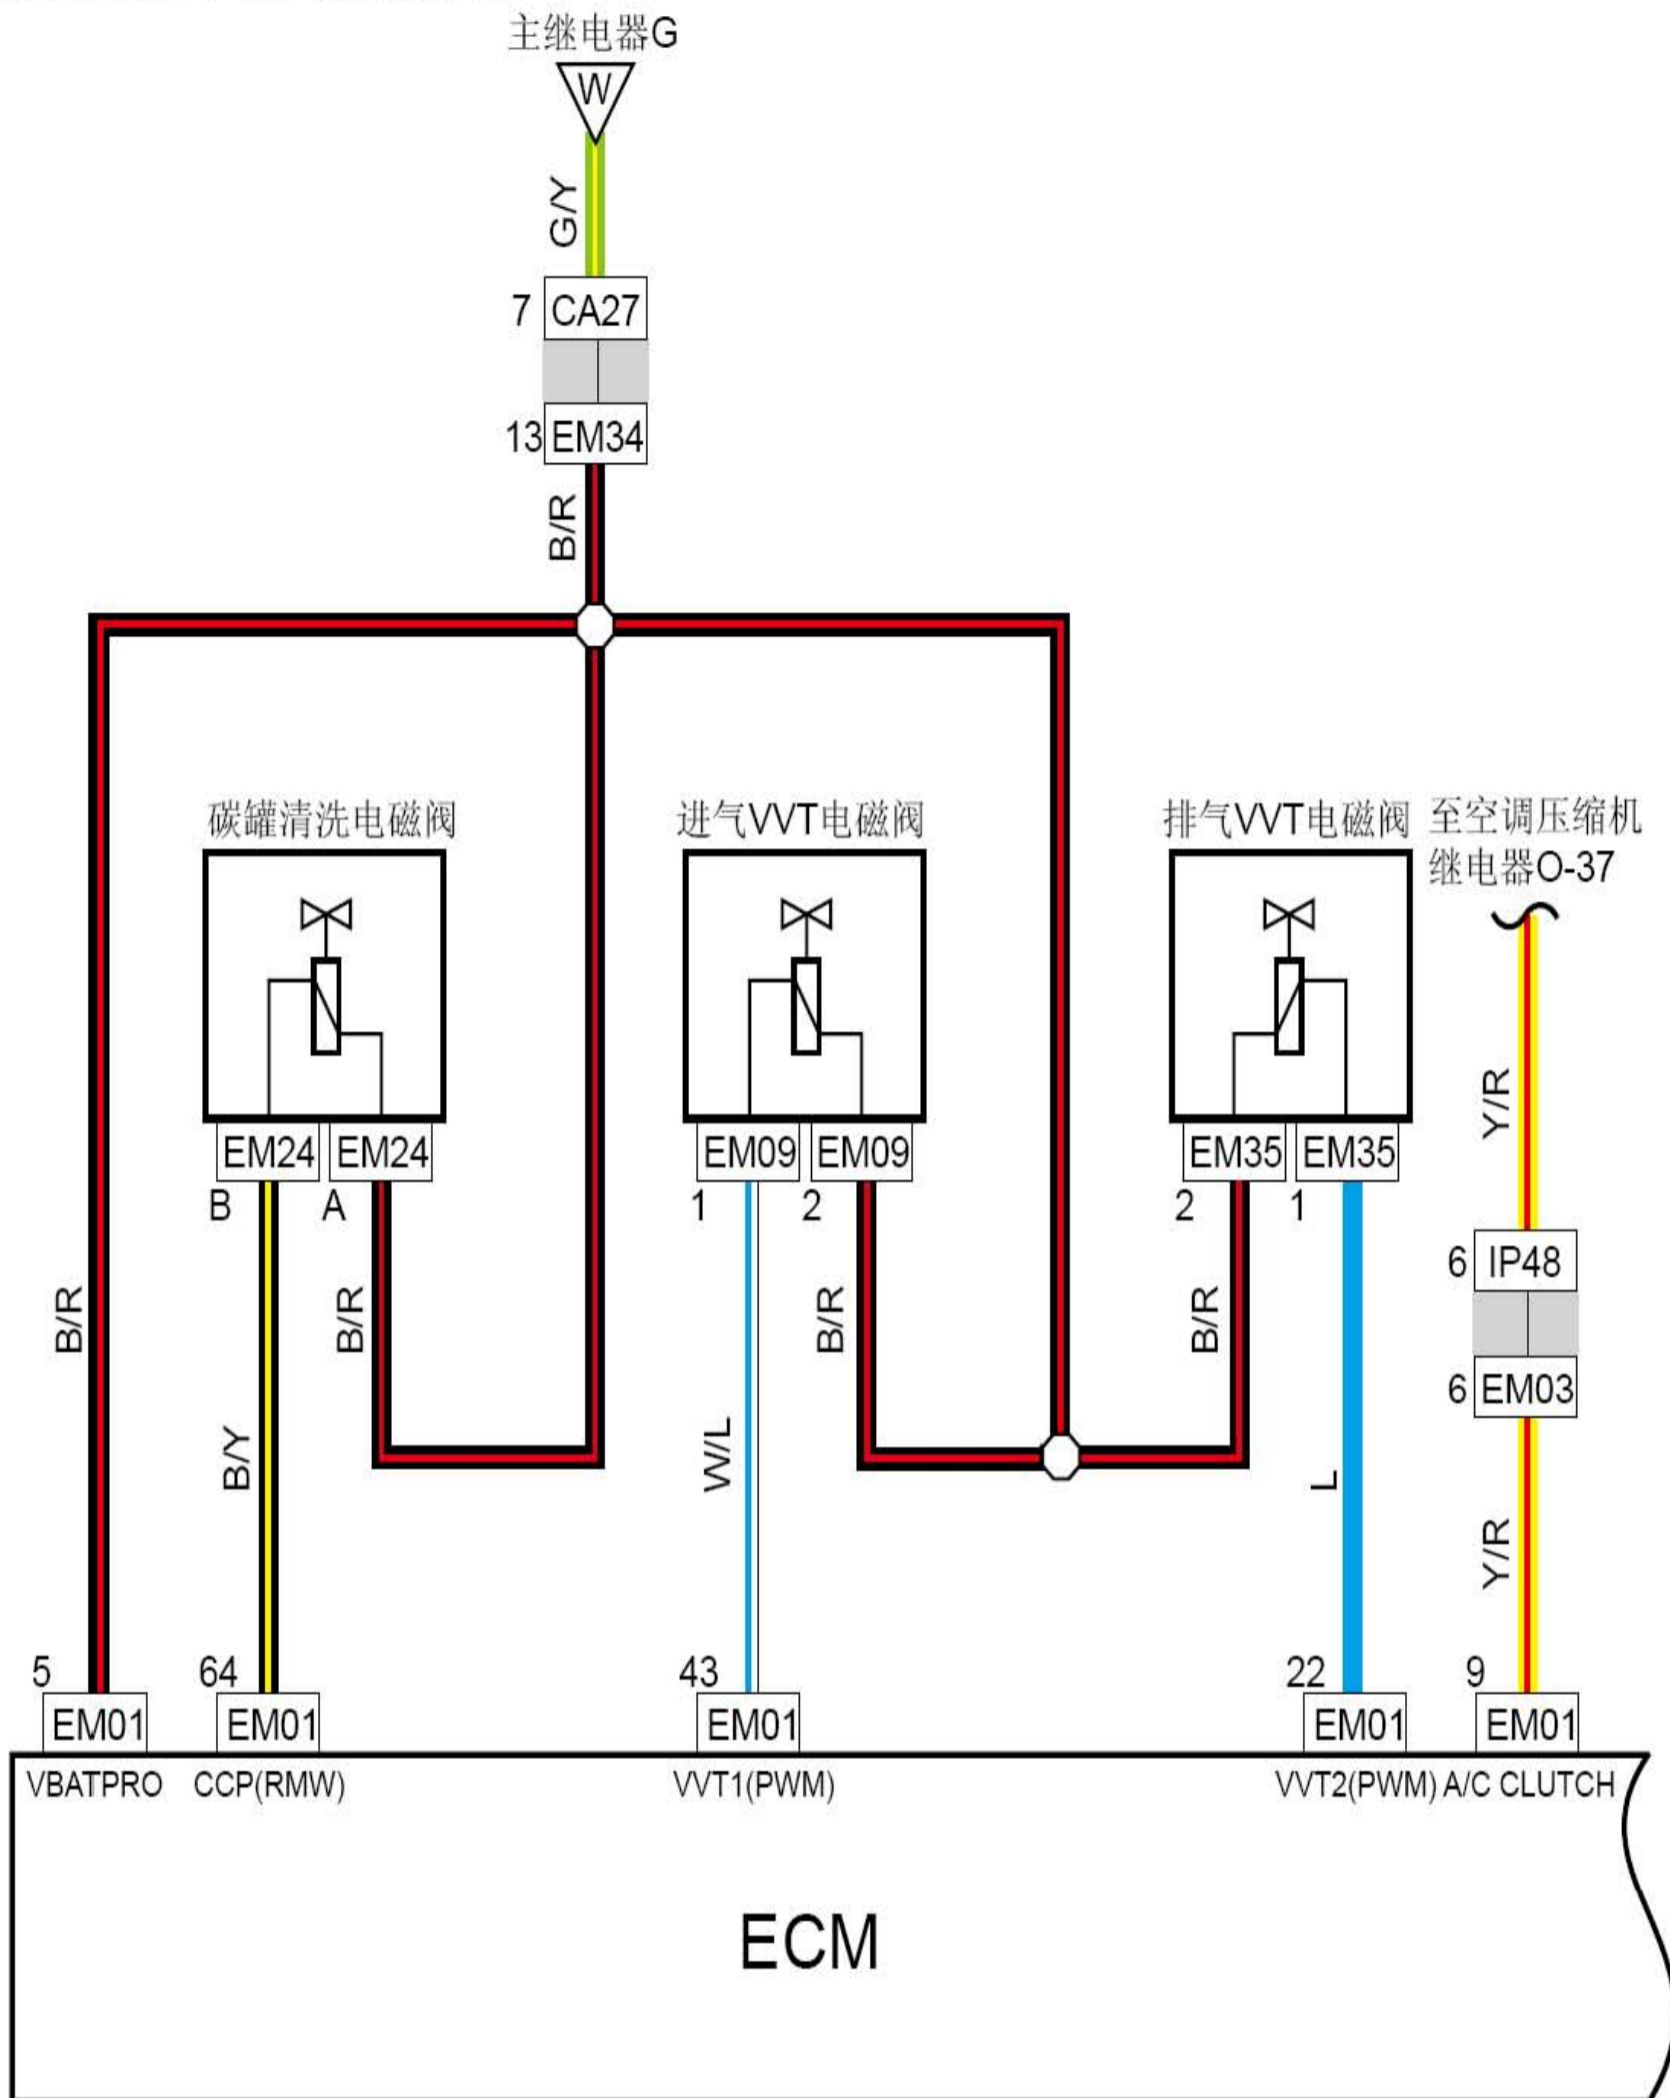 主继电器G
W
G/Y
7 CA27
13 EM34
B/R
碳罐清洗电磁阀
进气VVT电磁阀
排气VVT电磁阀
至空调压缩机
继电器O-37
EM24 EM24
B A
EM09 EM09
1 2
EM35 EM35
2 1
Y/R
6 IP48
6 EM03
B/R
B/Y
B/R
W/L
B/R
B/R
L
Y/R
5
64
43
22
9
EM01
EM01
EM01
EM01
EM01
VBATPRO
CCP(RMW)
VVT1(PWM)
VVT2(PWM)
A/C CLUTCH
ECM